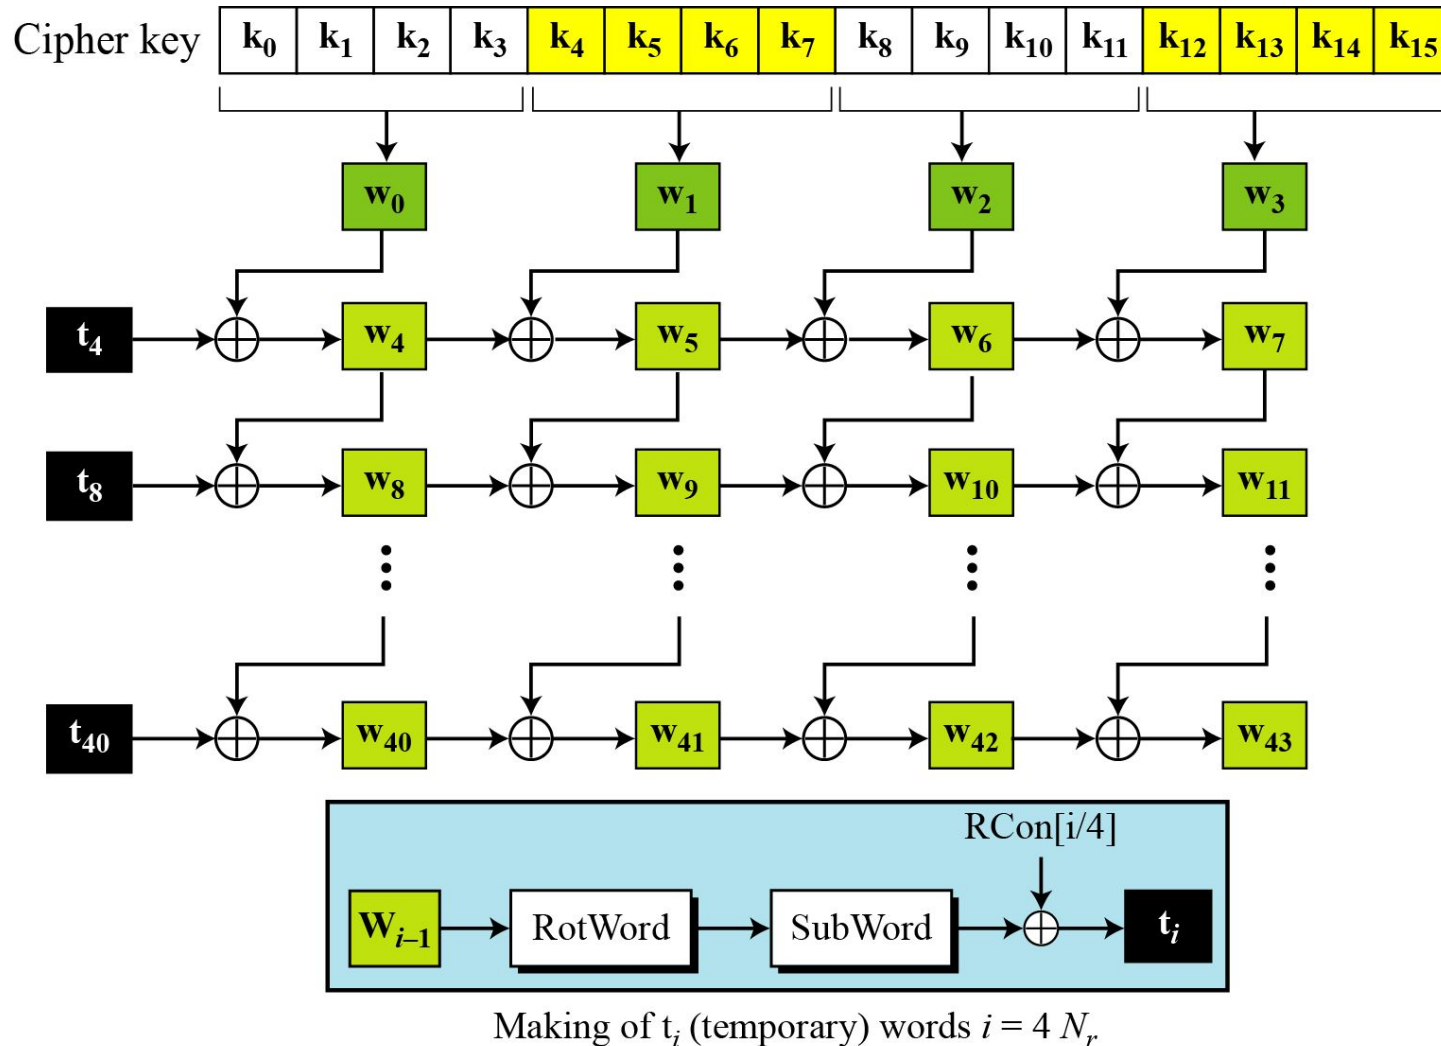 Cipher key k0 k1 k2 k3 k4 k5 k6 k7 k8 k9 k10 k11 k12 k13 k14 k15
w0 w1 w2 w3
t4 w4 w5 w6 w7
t8 w8 w9 w10 w11
t40 w40 w41 w42 w43
RCon[i/4]
Wi–1 RotWord SubWord ti
Making of ti (temporary) words i = 4 Nr